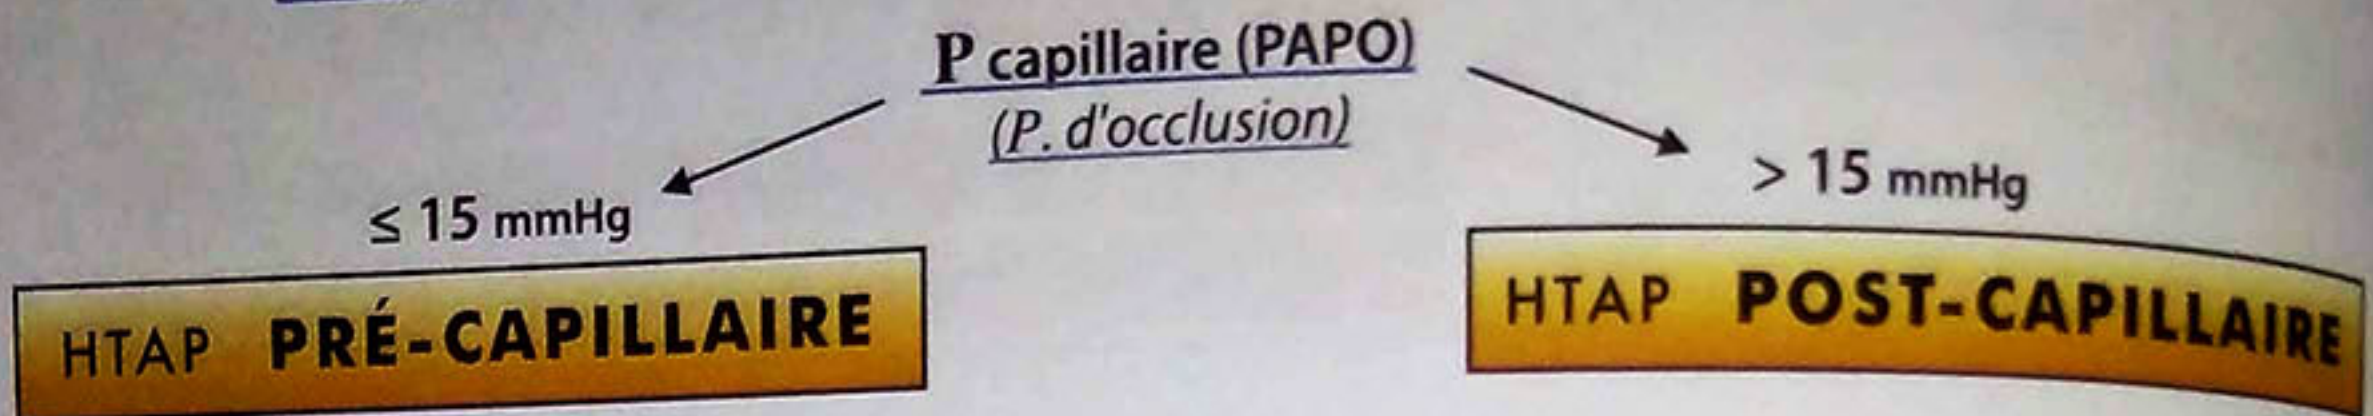 P capillaire (PAPO)
(P. d'occlusion)
≤ 15 mmHg
> 15 mmHg
HTAP PRÉ-CAPILLAIRE
HTAP POST-CAPILLAIRE